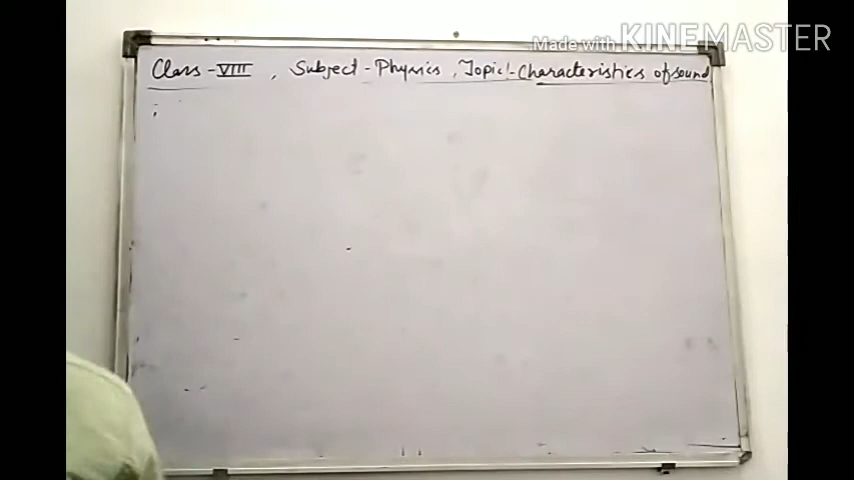 Made with KINEMASTER
Class-VIII, Subject-Physics, Topic!-Characteristics of sound